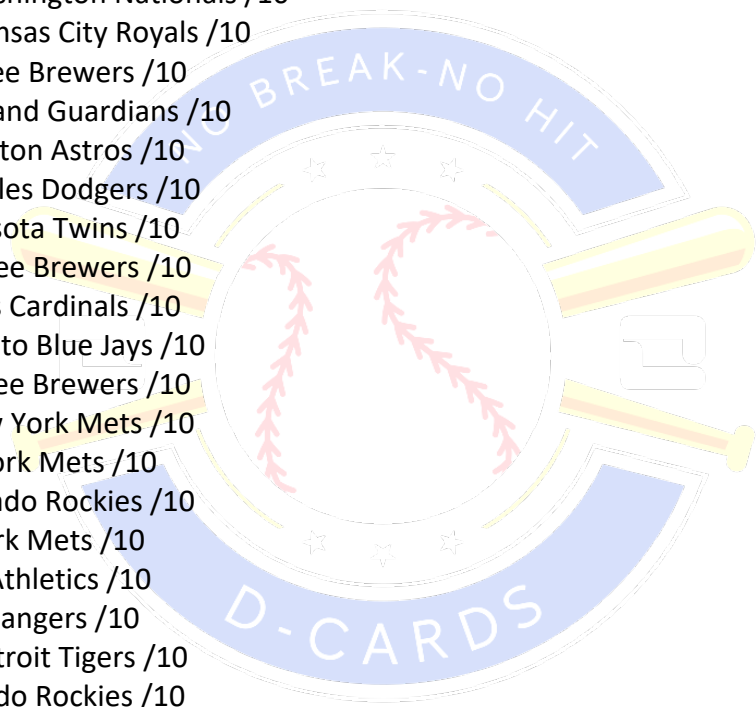 shington Nationals /10
nsas City Royals /10
ee Brewers /10
and Guardians /10
ton Astros /10
les Dodgers /10
sota Twins /10
ee Brewers /10
s Cardinals /10
to Blue Jays /10
ee Brewers /10
w York Mets /10
ork Mets /10
ado Rockies /10
rk Mets /10
Athletics /10
angers /10
troit Tigers /10
do Rockies /10
NO BREAK-NO HIT
D-CARDS